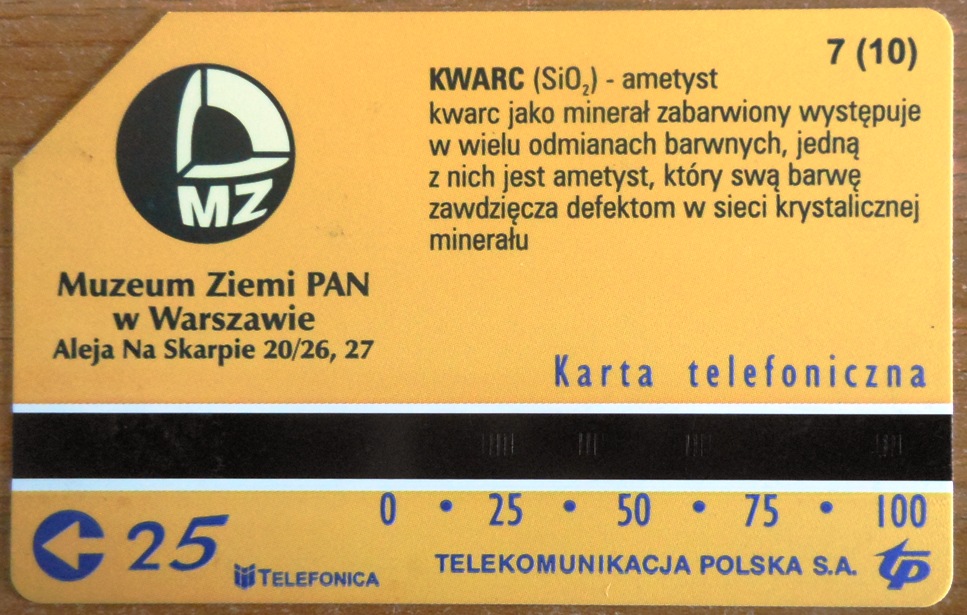 7 (10)
KWARC (SiO₂) - ametyst
kwarc jako minerał zabarwiony występuje
w wielu odmianach barwnych, jedną
z nich jest ametyst, który swą barwę
zawdzięcza defektom w sieci krystalicznej
minerału
MZ
Muzeum Ziemi PAN
w Warszawie
Aleja Na Skarpie 20/26, 27
Karta telefoniczna
0 • 25 • 50 • 75 • 100
25
TELEFONICA
TELEKOMUNIKACJA POLSKA S.A. tp